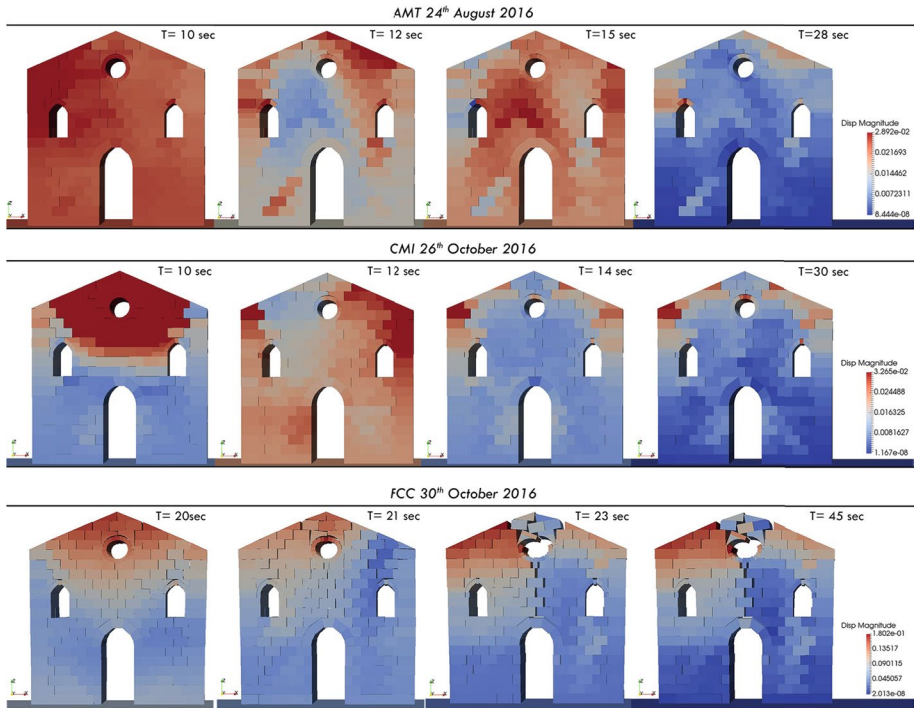 AMT 24th August 2016
T= 10 sec
T= 12 sec
T=15 sec
T=28 sec
Disp Magnitude
2.892e-02
0.021693
0.014462
0.0072311
8.444e-08
CMI 26th October 2016
T= 10 sec
T= 12 sec
T= 14 sec
T=30 sec
Disp Magnitude
3.265e-02
0.024488
0.016325
0.0081627
1.167e-08
FCC 30th October 2016
T= 20sec
T= 21 sec
T= 23 sec
T= 45 sec
Disp Magnitude
1.802e-01
0.13517
0.090115
0.045057
2.013e-08